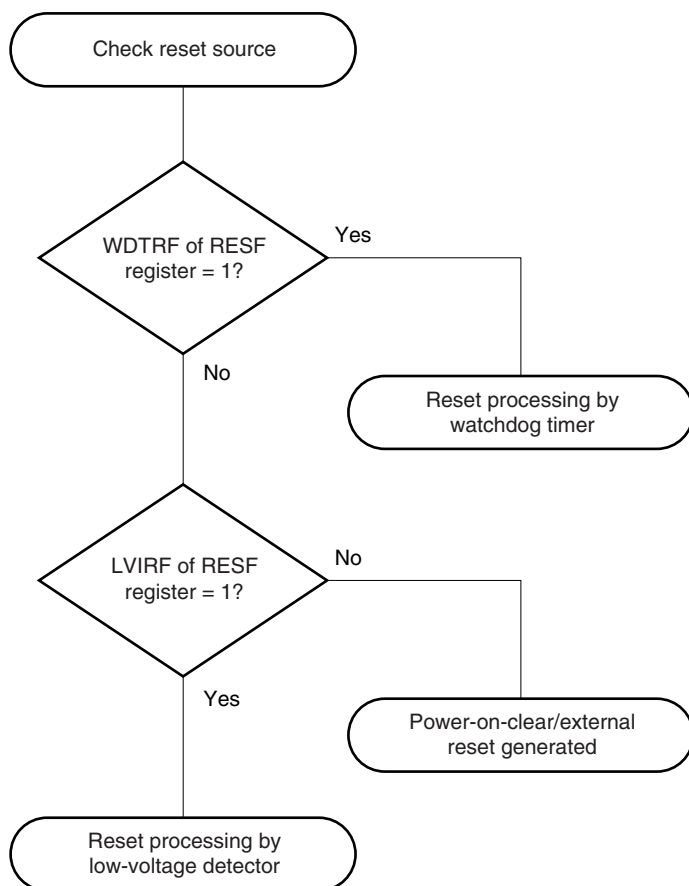 Check reset source
WDTRF of RESF
register = 1?
Yes
No
Reset processing by
watchdog timer
LVIRF of RESF
register = 1?
No
Yes
Power-on-clear/external
reset generated
Reset processing by
low-voltage detector